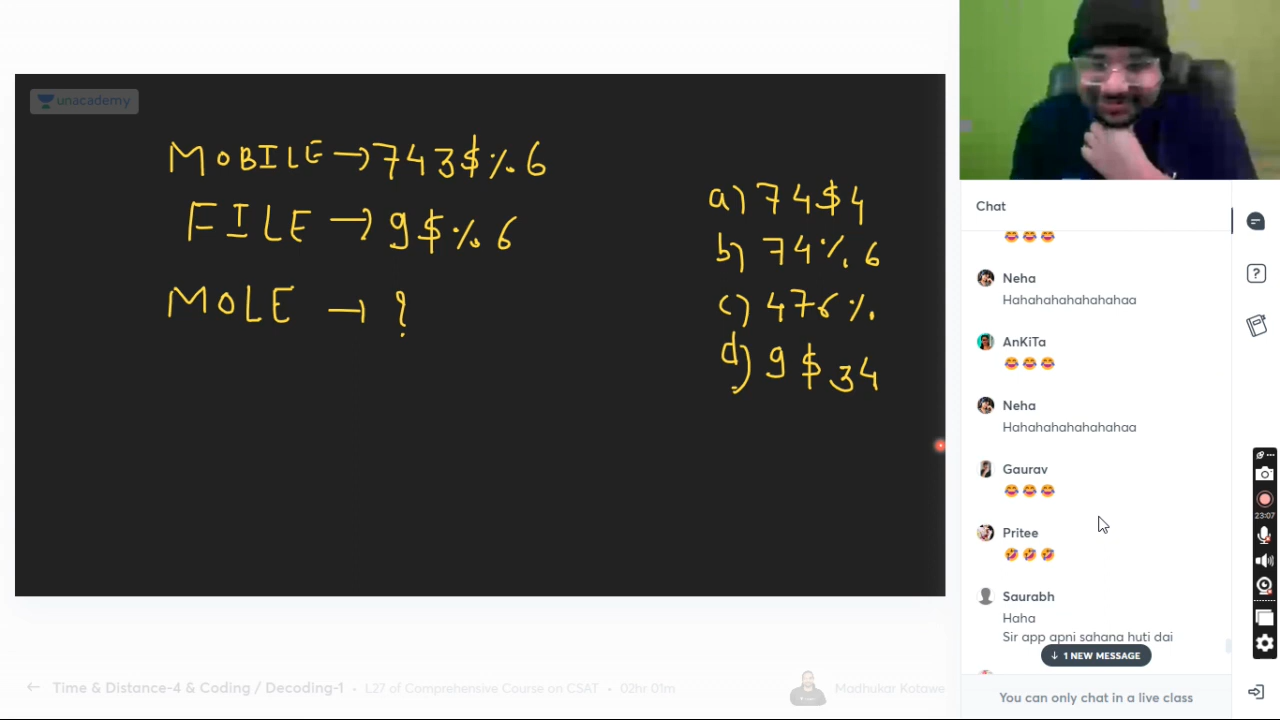 unacademy
MOBILE → 743$%6
FILE → 9$%6
MOLE → ?
a) 74$4
b) 74%6
c) 476%
d) 9$34
Chat
😂😂😂
Neha
Hahahahahahahahaa
AnKiTa
😂😂😂
Neha
Hahahahahahahahaa
Gaurav
😂😂😂
Pritee
🤣🤣🤣
Saurabh
Haha
Sir app apni sahana huti dai
↓ 1 NEW MESSAGE
You can only chat in a live class
23:07
← Time & Distance-4 & Coding / Decoding-1 • L27 of Comprehensive Course on CSAT • 02hr 01m
Madhukar Kotawe